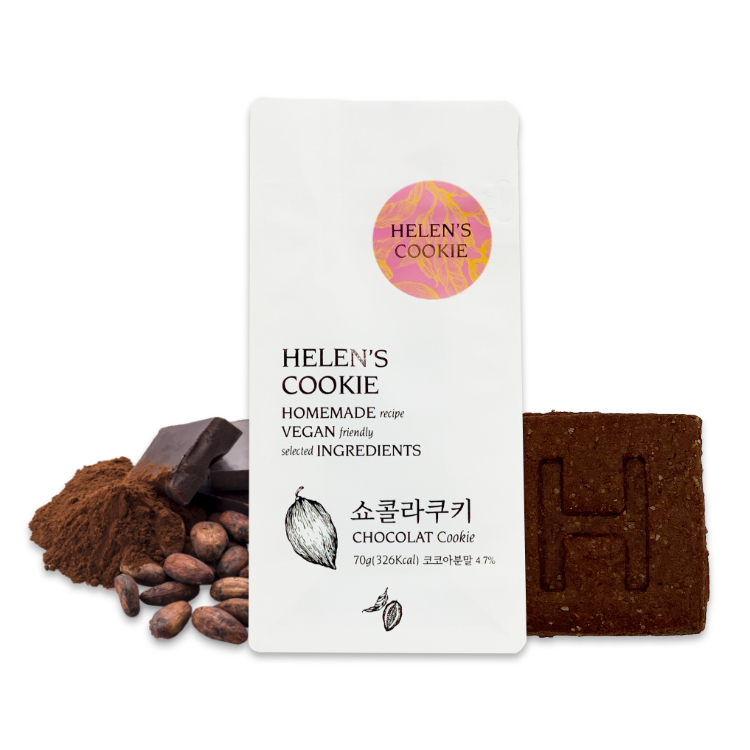 HELEN'S
COOKIE
HELEN'S
COOKIE
HOMEMADE recipe
VEGAN friendly
selected INGREDIENTS
쇼콜라쿠키
CHOCOLAT Cookie
70g(326Kcal) 코코아분말 4.7%
H